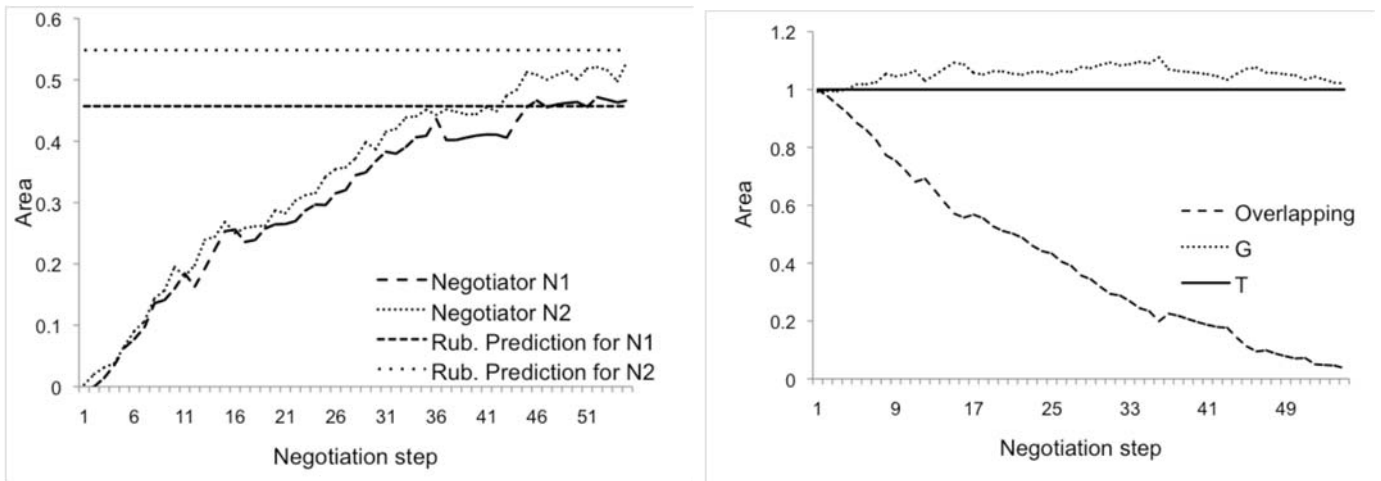 0.6
0.5
0.4
0.3
0.2
0.1
0
Area
Negotiator N1
Negotiator N2
Rub. Prediction for N1
Rub. Prediction for N2
1 6 11 16 21 26 31 36 41 46 51
Negotiation step
1.2
1
0.8
0.6
0.4
0.2
0
Area
Overlapping
G
T
1 9 17 25 33 41 49
Negotiation step